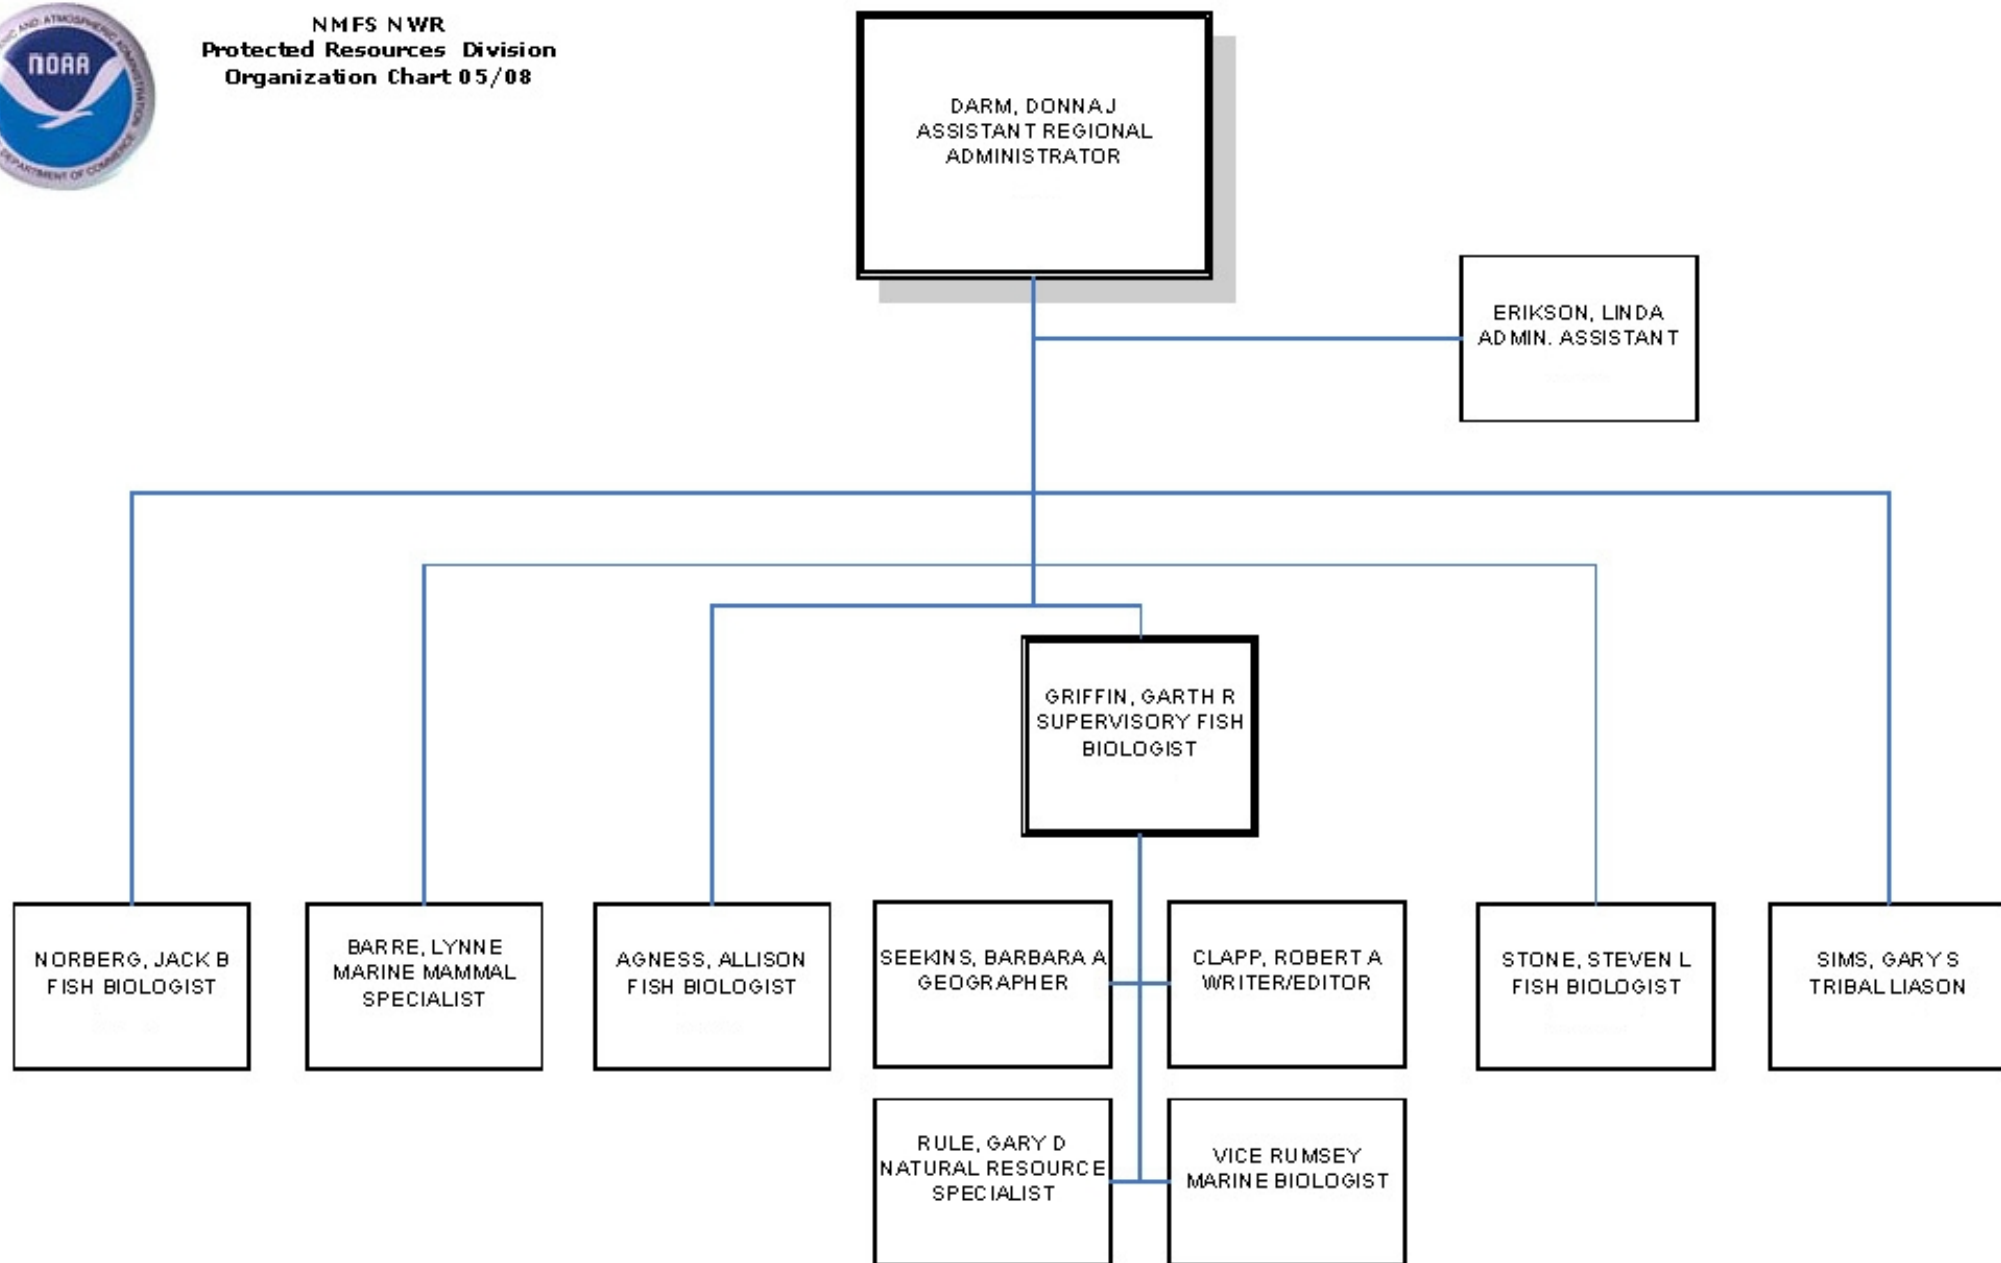 NOAA
NMFS NWR
Protected Resources Division
Organization Chart 05/08
DARM, DONNA J
ASSISTANT REGIONAL
ADMINISTRATOR
ERIKSON, LINDA
ADMIN. ASSISTANT
GRIFFIN, GARTH R
SUPERVISORY FISH
BIOLOGIST
NORBERG, JACK B
FISH BIOLOGIST
BARRE, LYNNE
MARINE MAMMAL
SPECIALIST
AGNESS, ALLISON
FISH BIOLOGIST
SEEKINS, BARBARA A
GEOGRAPHER
CLAPP, ROBERT A
WRITER/EDITOR
STONE, STEVEN L
FISH BIOLOGIST
SIMS, GARY S
TRIBAL LIASON
RULE, GARY D
NATURAL RESOURCE
SPECIALIST
VICE RUMSEY
MARINE BIOLOGIST